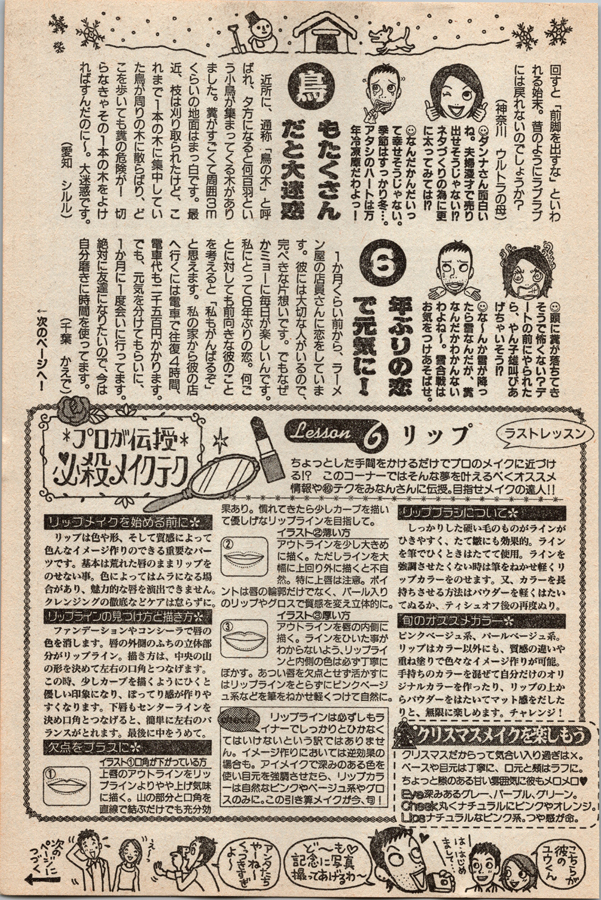 回すと「前脚を出すな」といわ
れる始末。昔のようにラブラブ
には戻れないのでしょうか？
（神奈川　ウルトラの母）
ダンナさん面白い
ね。夫婦漫才で売り
出せそうじゃない!?
ネタづくりの為に更
に太ってみては!?
なんだかんだいっ
て幸せそうじゃない。
季節はすっかり冬…。
アタシのハートは万
年冷凍庫だわよっ！
鳥もたくさん
だと大迷惑
近所に、通称「鳥の木」と呼
ばれ、夕方になると何百羽とい
う小鳥が集まってくる木があり
ました。糞がすごくて周囲3m
くらいの地面はまっ白です。最
近、枝は刈り取られたけど、こ
れまで1本の木に集中してい
た鳥が周りの木に散らばり、ど
こを歩いても糞の危険が…。切
らなきゃその1本の木をよけ
ればすんだのに〜。大迷惑です。
（愛知　シルル）
頭に糞が落ちてき
そうで怖くない？デ
ートの前にやられた
ら、やんぞ雄叫びあ
げちゃいそう!?
な〜んか雪が降っ
たら雪なんだが、糞
なんだかわかんない
わよね〜。雪合戦は
お気をつけあそばせ。
6年ぶりの恋
で元気に！
1か月くらい前から、ラーメ
ン屋の店員さんに恋をしていま
す。彼には大切な人がいるので、
完ぺきな片想いです。でもなぜ
かミョーに毎日が楽しいんです。
私にとって6年ぶりの恋。何ご
とに対しても前向きな彼のこと
を考えると「私もがんばるぞ」
と思えます。私の家から彼の店
へ行くには電車で往復4時間、
電車代も二千五百円かかります。
でも、元気を分けてもらいに、
1か月に1度会いに行ってます。
絶対に友達になりたいので、今は
自分磨きに時間を使ってます。
（千葉　かえで）
↓次のページへ！
プロが伝授
必殺メイクテク
Lesson 6 リップ
ラストレッスン
ちょっとした手間をかけるだけでプロのメイクに近づけ
る!?　このコーナーではそんな夢を叶えるべくオススメ
情報や㊙テクをみなさんに伝授。目指せメイクの達人!!
リップメイクを始める前に
リップは色や形、そして質感によって
色んなイメージ作りのできる重要なパー
ツです。基本は荒れた唇のままリップを
のせない事。色によってはムラになる場
合があり、魅力的な唇を演出できません。
クレンジングの徹底などケアは怠らずに。
リップラインの見つけ方と描き方
ファンデーションやコンシーラで唇の
色を消します。唇の外側のふちの立体部
分がリップライン。描き方は、中央の山
の形を決めて左右の口角とつなげます。
この時、少しカーブを描くようにひくと
優しい印象になり、ぽってり感が作りや
すくなります。下唇もセンターラインを
決め口角とつなげると、簡単に左右のバ
ランスがとれます。最後に中をうめて。
欠点をプラスに
①
イラスト①口角が下がっている方
上唇のアウトラインをリッ
プラインよりやや上げ気味
に描く。山の部分と口角を
直線で結ぶだけでも充分効
果あり。慣れてきたら少しカーブを描い
て優しげなリップラインを目指して。
②
イラスト②薄い方
アウトラインを少し大きめ
に描く。ただしラインを大
幅に上回り外に描くと不自
然。特に上唇は注意。ポイ
ントは唇の輪郭だけでなく、パール入り
のリップやグロスで質感を変え立体的に。
③
イラスト③厚い方
アウトラインを唇の内側に
描く。ラインをひいた事が
わからないよう、リップライ
ンと内側の色は必ず丁寧に
ぼかす。あつい唇を欠点とせず活かすに
はリップラインをとらずにピンクベージ
ュ系などを筆をねかせ軽くつけて自然に。
check!
リップラインは必ずしもラ
イナーでしっかりとひかなく
てはいけないという訳ではありませ
ん。イメージ作りにおいては逆効果の
場合も。アイメイクで深みのある色を
使い目元を強調させたら、リップカラ
ーは自然なピンクやベージュ系やグロ
スのみに。この引き算メイクが今、旬！
リップブラシについて
しっかりした硬い毛のものがラインが
ひきやすく、たて皺にも効果的。ライン
を筆でひくときはたてて使用。ラインを
強調させたくない時は筆をねかせ軽くリ
ップカラーをのせます。又、カラーを長
持ちさせる方法はパウダーを軽くはたい
てぬるか、ティシュオフ後の再度ぬり。
旬のオススメカラー
ピンクベージュ系、パールベージュ系。
リップはカラー以外にも、質感の違いや
重ね塗りで色々なイメージ作りが可能。
手持ちのカラーを混ぜて自分だけのオリ
ジナルカラーを作ったり、リップの上か
らパウダーをはたいてマット感をだした
りと、無限に楽しめます。チャレンジ！
クリスマスメイクを楽しもう
クリスマスだからって気合い入り過ぎは×。
ベースや目元は丁寧に、口元と頬はラフに。
ちょっと隙のある甘い雰囲気に彼もメロメロ♥
Eye深みあるグレー、パープル、グリーン。
Cheek丸くナチュラルにピンクやオレンジ。
Lipsナチュラルなピンク系。つや感が命。
こちらが
彼の
ユウくん
はじめ
まして
ど〜も♡
記念に写真
撮ってあげるわ〜
アンタたち
やーね〜
くっつきすぎ
よっ
次の
ページに
つづく